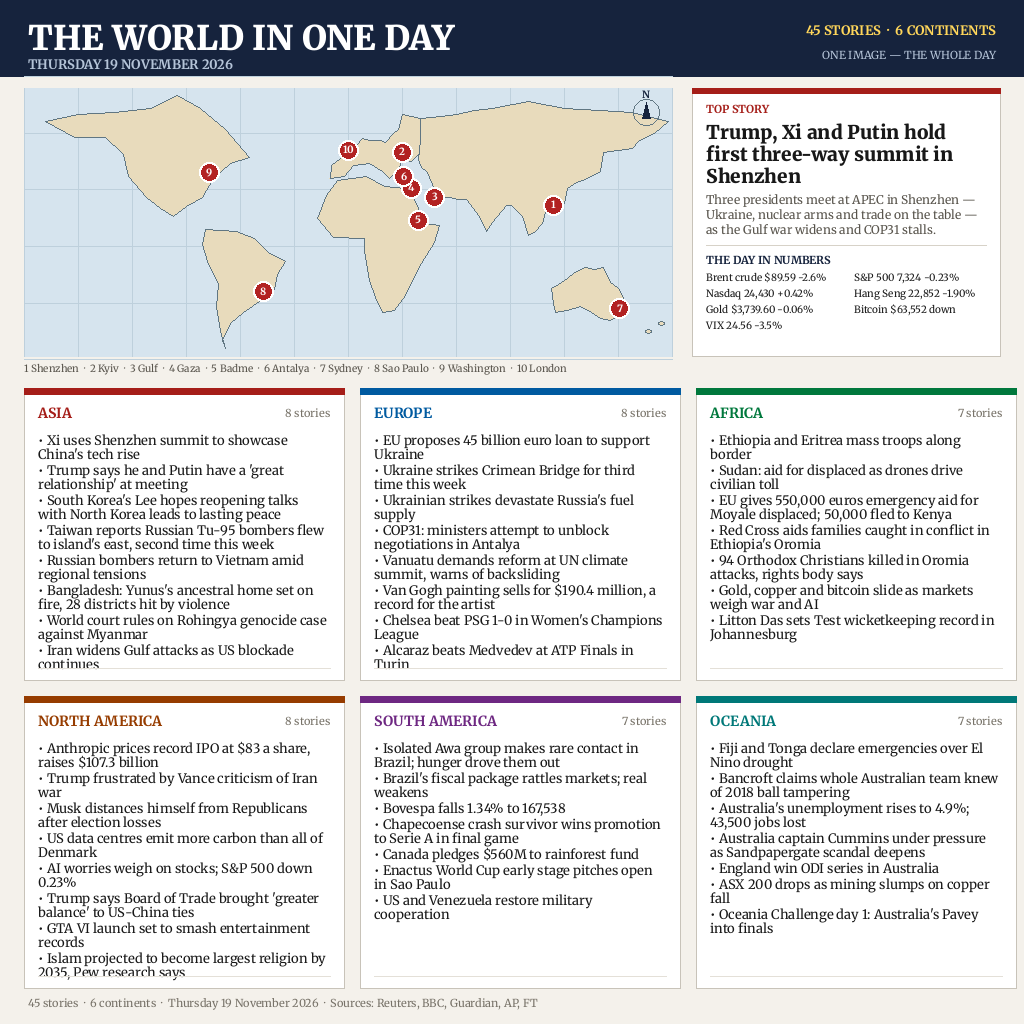 THE WORLD IN ONE DAY
THURSDAY 19 NOVEMBER 2026
45 STORIES · 6 CONTINENTS
ONE IMAGE — THE WHOLE DAY
N
10
2
9
6
4
3
1
5
8
7
1 Shenzhen · 2 Kyiv · 3 Gulf · 4 Gaza · 5 Badme · 6 Antalya · 7 Sydney · 8 Sao Paulo · 9 Washington · 10 London
TOP STORY
Trump, Xi and Putin hold
first three-way summit in
Shenzhen
Three presidents meet at APEC in Shenzhen —
Ukraine, nuclear arms and trade on the table —
as the Gulf war widens and COP31 stalls.
THE DAY IN NUMBERS
Brent crude $89.59 -2.6% S&P 500 7,324 -0.23%
Nasdaq 24,430 +0.42% Hang Seng 22,852 -1.90%
Gold $3,739.60 -0.06% Bitcoin $63,552 down
VIX 24.56 -3.5%
ASIA
8 stories
· Xi uses Shenzhen summit to showcase
China's tech rise
· Trump says he and Putin have a 'great
relationship' at meeting
· South Korea's Lee hopes reopening talks
with North Korea leads to lasting peace
· Taiwan reports Russian Tu-95 bombers flew
to island's east, second time this week
· Russian bombers return to Vietnam amid
regional tensions
· Bangladesh: Yunus's ancestral home set on
fire, 28 districts hit by violence
· World court rules on Rohingya genocide case
against Myanmar
· Iran widens Gulf attacks as US blockade
continues
EUROPE
8 stories
· EU proposes 45 billion euro loan to support
Ukraine
· Ukraine strikes Crimean Bridge for third
time this week
· Ukrainian strikes devastate Russia's fuel
supply
· COP31: ministers attempt to unblock
negotiations in Antalya
· Vanuatu demands reform at UN climate
summit, warns of backsliding
· Van Gogh painting sells for $190.4 million, a
record for the artist
· Chelsea beat PSG 1-0 in Women's Champions
League
· Alcaraz beats Medvedev at ATP Finals in
Turin
AFRICA
7 stories
· Ethiopia and Eritrea mass troops along
border
· Sudan: aid for displaced as drones drive
civilian toll
· EU gives 550,000 euros emergency aid for
Moyale displaced; 50,000 fled to Kenya
· Red Cross aids families caught in conflict in
Ethiopia's Oromia
· 94 Orthodox Christians killed in Oromia
attacks, rights body says
· Gold, copper and bitcoin slide as markets
weigh war and AI
· Litton Das sets Test wicketkeeping record in
Johannesburg
NORTH AMERICA
8 stories
· Anthropic prices record IPO at $83 a share,
raises $107.3 billion
· Trump frustrated by Vance criticism of Iran
war
· Musk distances himself from Republicans
after election losses
· US data centres emit more carbon than all of
Denmark
· AI worries weigh on stocks; S&P 500 down
0.23%
· Trump says Board of Trade brought 'greater
balance' to US-China ties
· GTA VI launch set to smash entertainment
records
· Islam projected to become largest religion by
2035, Pew research says
SOUTH AMERICA
7 stories
· Isolated Awa group makes rare contact in
Brazil; hunger drove them out
· Brazil's fiscal package rattles markets; real
weakens
· Bovespa falls 1.34% to 167,538
· Chapecoense crash survivor wins promotion
to Serie A in final game
· Canada pledges $560M to rainforest fund
· Enactus World Cup early stage pitches open
in Sao Paulo
· US and Venezuela restore military
cooperation
OCEANIA
7 stories
· Fiji and Tonga declare emergencies over El
Nino drought
· Bancroft claims whole Australian team knew
of 2018 ball tampering
· Australia's unemployment rises to 4.9%;
43,500 jobs lost
· Australia captain Cummins under pressure
as Sandpapergate scandal deepens
· England win ODI series in Australia
· ASX 200 drops as mining slumps on copper
fall
· Oceania Challenge day 1: Australia's Pavey
into finals
45 stories · 6 continents · Thursday 19 November 2026 · Sources: Reuters, BBC, Guardian, AP, FT